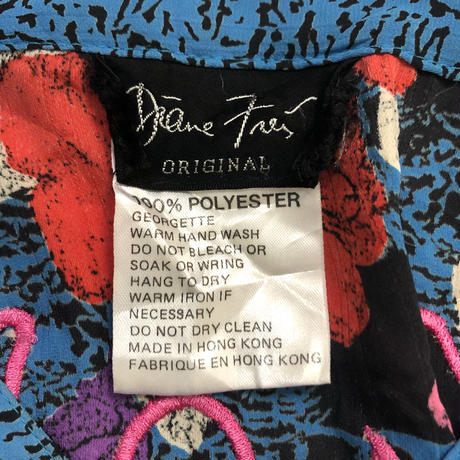 Diane Freis
ORIGINAL
100% POLYESTER
GEORGETTE
WARM HAND WASH
DO NOT BLEACH OR
SOAK OR WRING
HANG TO DRY
WARM IRON IF
NECESSARY
DO NOT DRY CLEAN
MADE IN HONG KONG
FABRIQUE EN HONG KONG